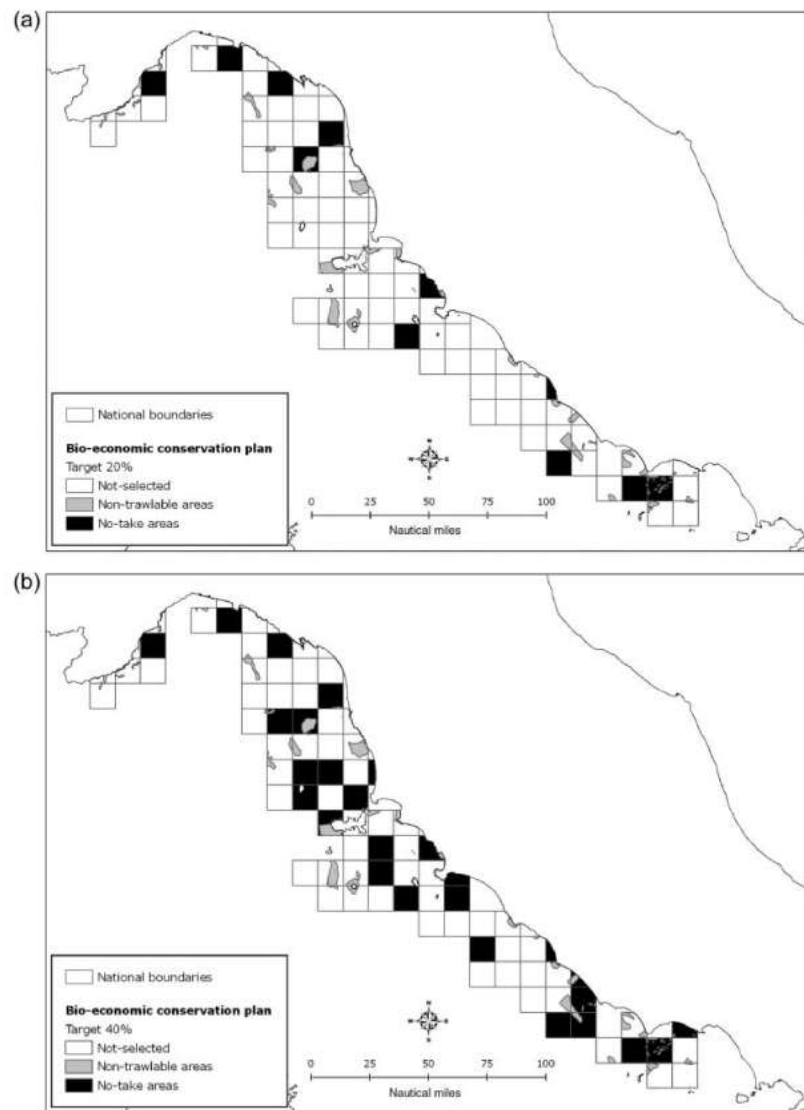 (a)
National boundaries
Bio-economic conservation plan
Target 20%
Not-selected
Non-trawlable areas
No-take areas
N
W E
S
0 25 50 75 100
Nautical miles
(b)
National boundaries
Bio-economic conservation plan
Target 40%
Not-selected
Non-trawlable areas
No-take areas
N
W E
S
0 25 50 75 100
Nautical miles